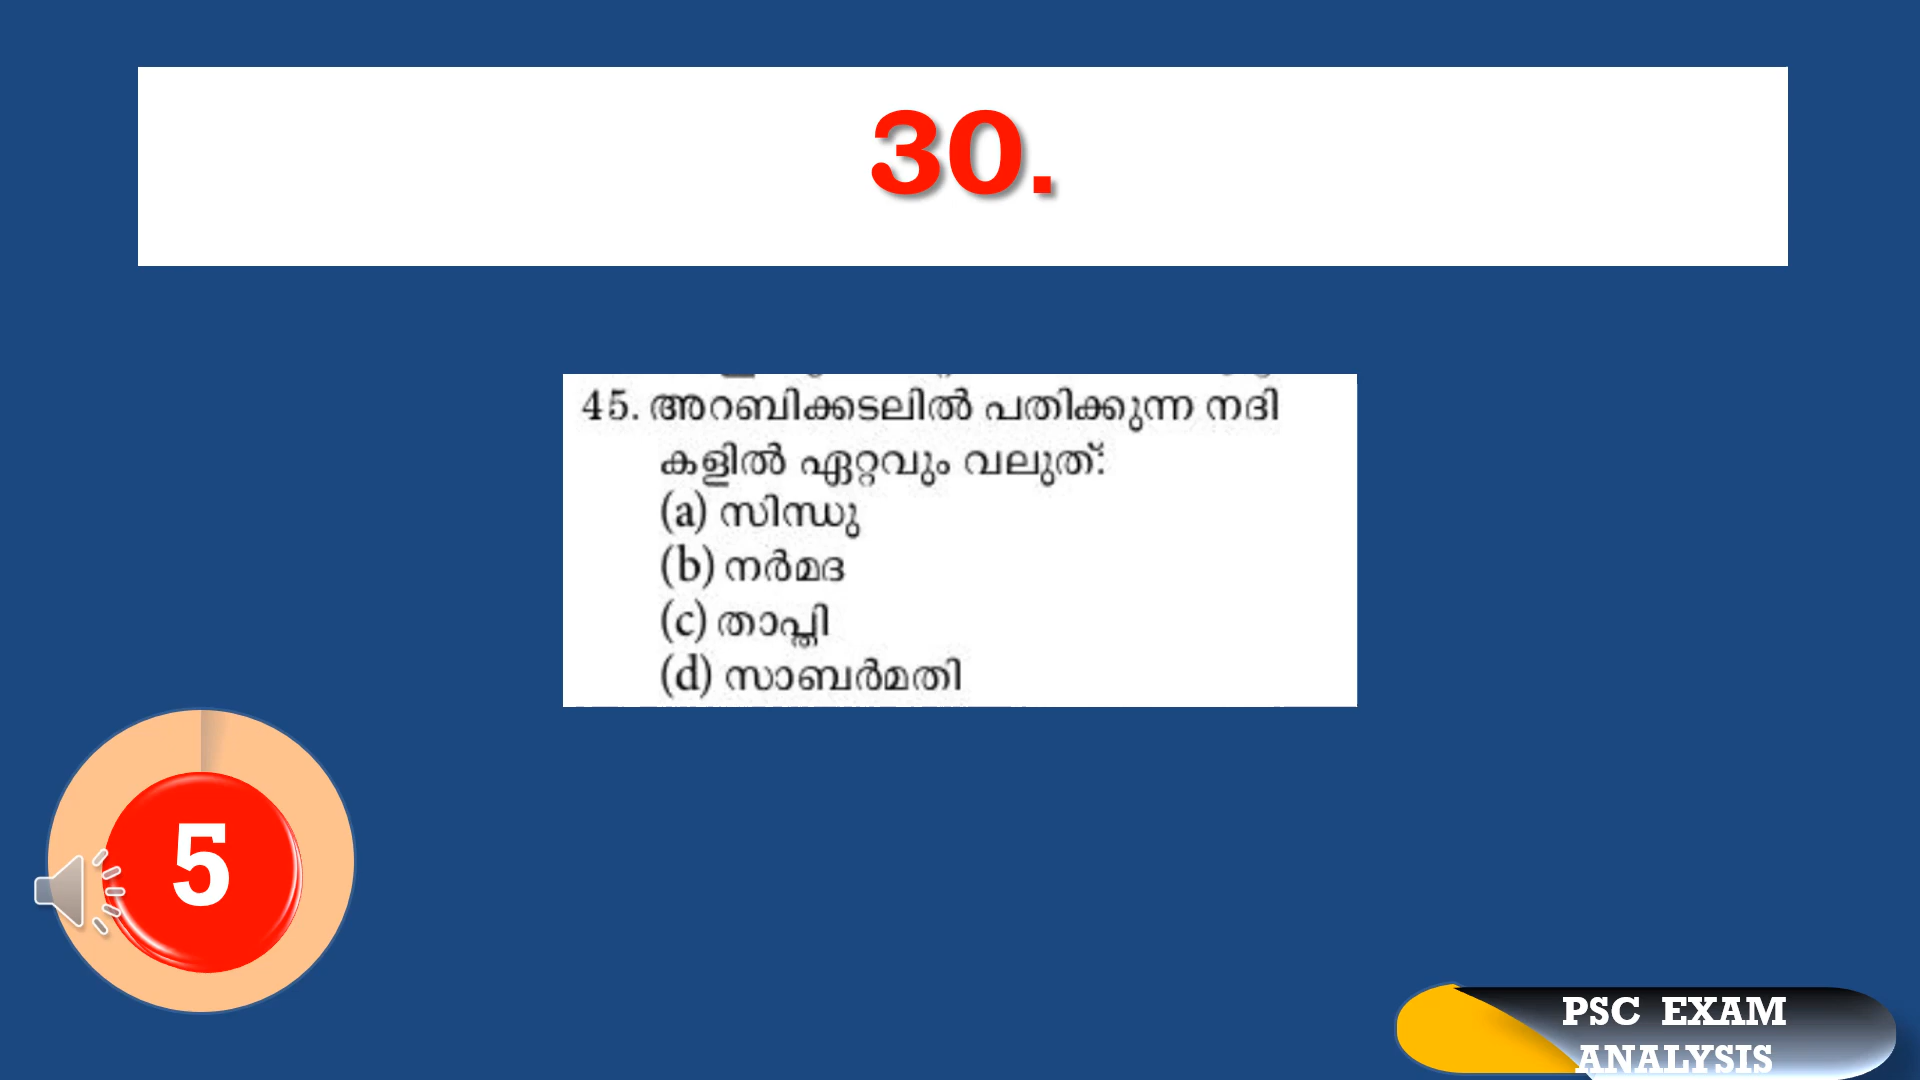 30.
45. അറബിക്കടലിൽ പതിക്കുന്ന നദി
കളിൽ ഏറ്റവും വലുത്:
(a) സിന്ധു
(b) നർമദ
(c) താപ്തി
(d) സാബർമതി
5
PSC EXAM
ANALYSIS